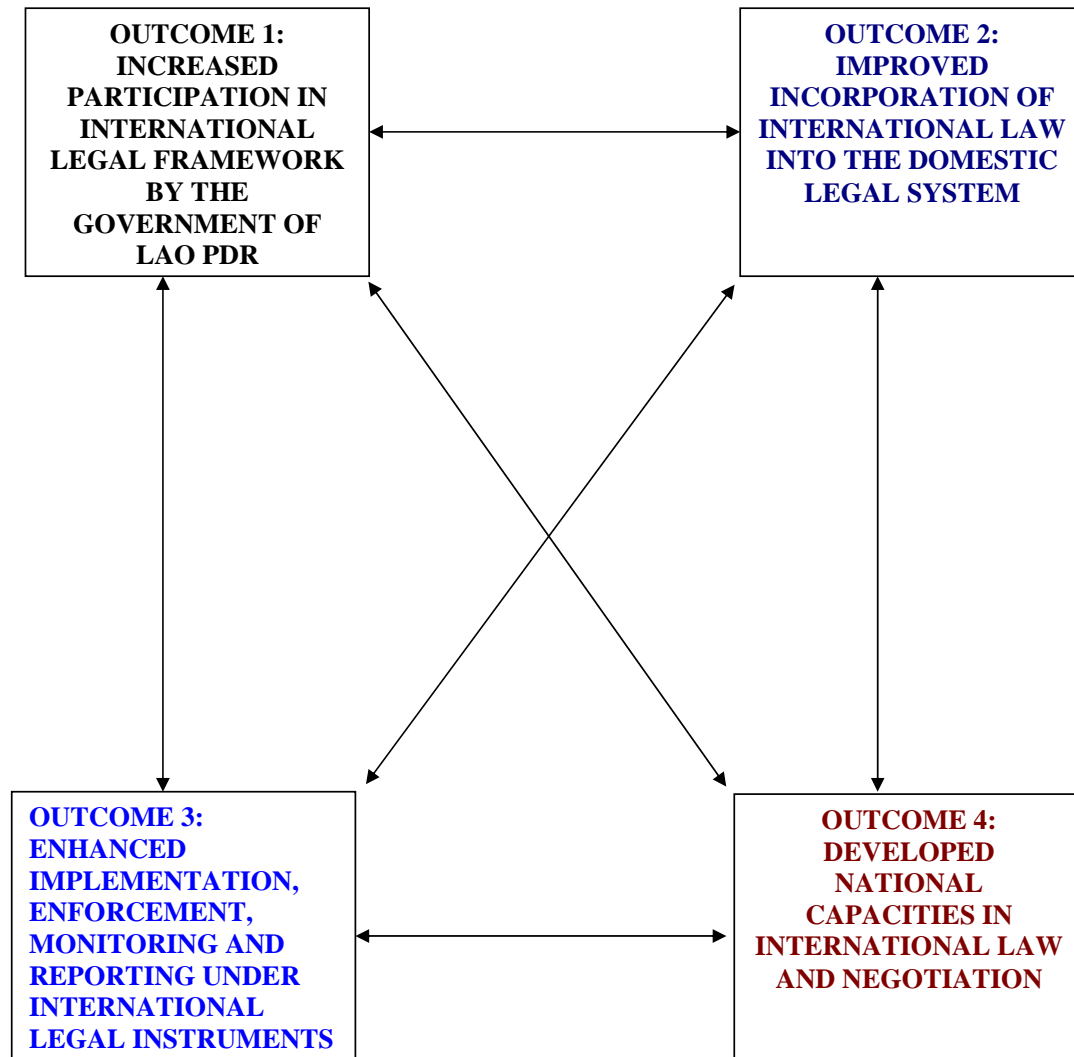 OUTCOME 1:
INCREASED
PARTICIPATION IN
INTERNATIONAL
LEGAL FRAMEWORK
BY THE
GOVERNMENT OF
LAO PDR
OUTCOME 2:
IMPROVED
INCORPORATION OF
INTERNATIONAL LAW
INTO THE DOMESTIC
LEGAL SYSTEM
OUTCOME 3:
ENHANCED
IMPLEMENTATION,
ENFORCEMENT,
MONITORING AND
REPORTING UNDER
INTERNATIONAL
LEGAL INSTRUMENTS
OUTCOME 4:
DEVELOPED
NATIONAL
CAPACITIES IN
INTERNATIONAL LAW
AND NEGOTIATION